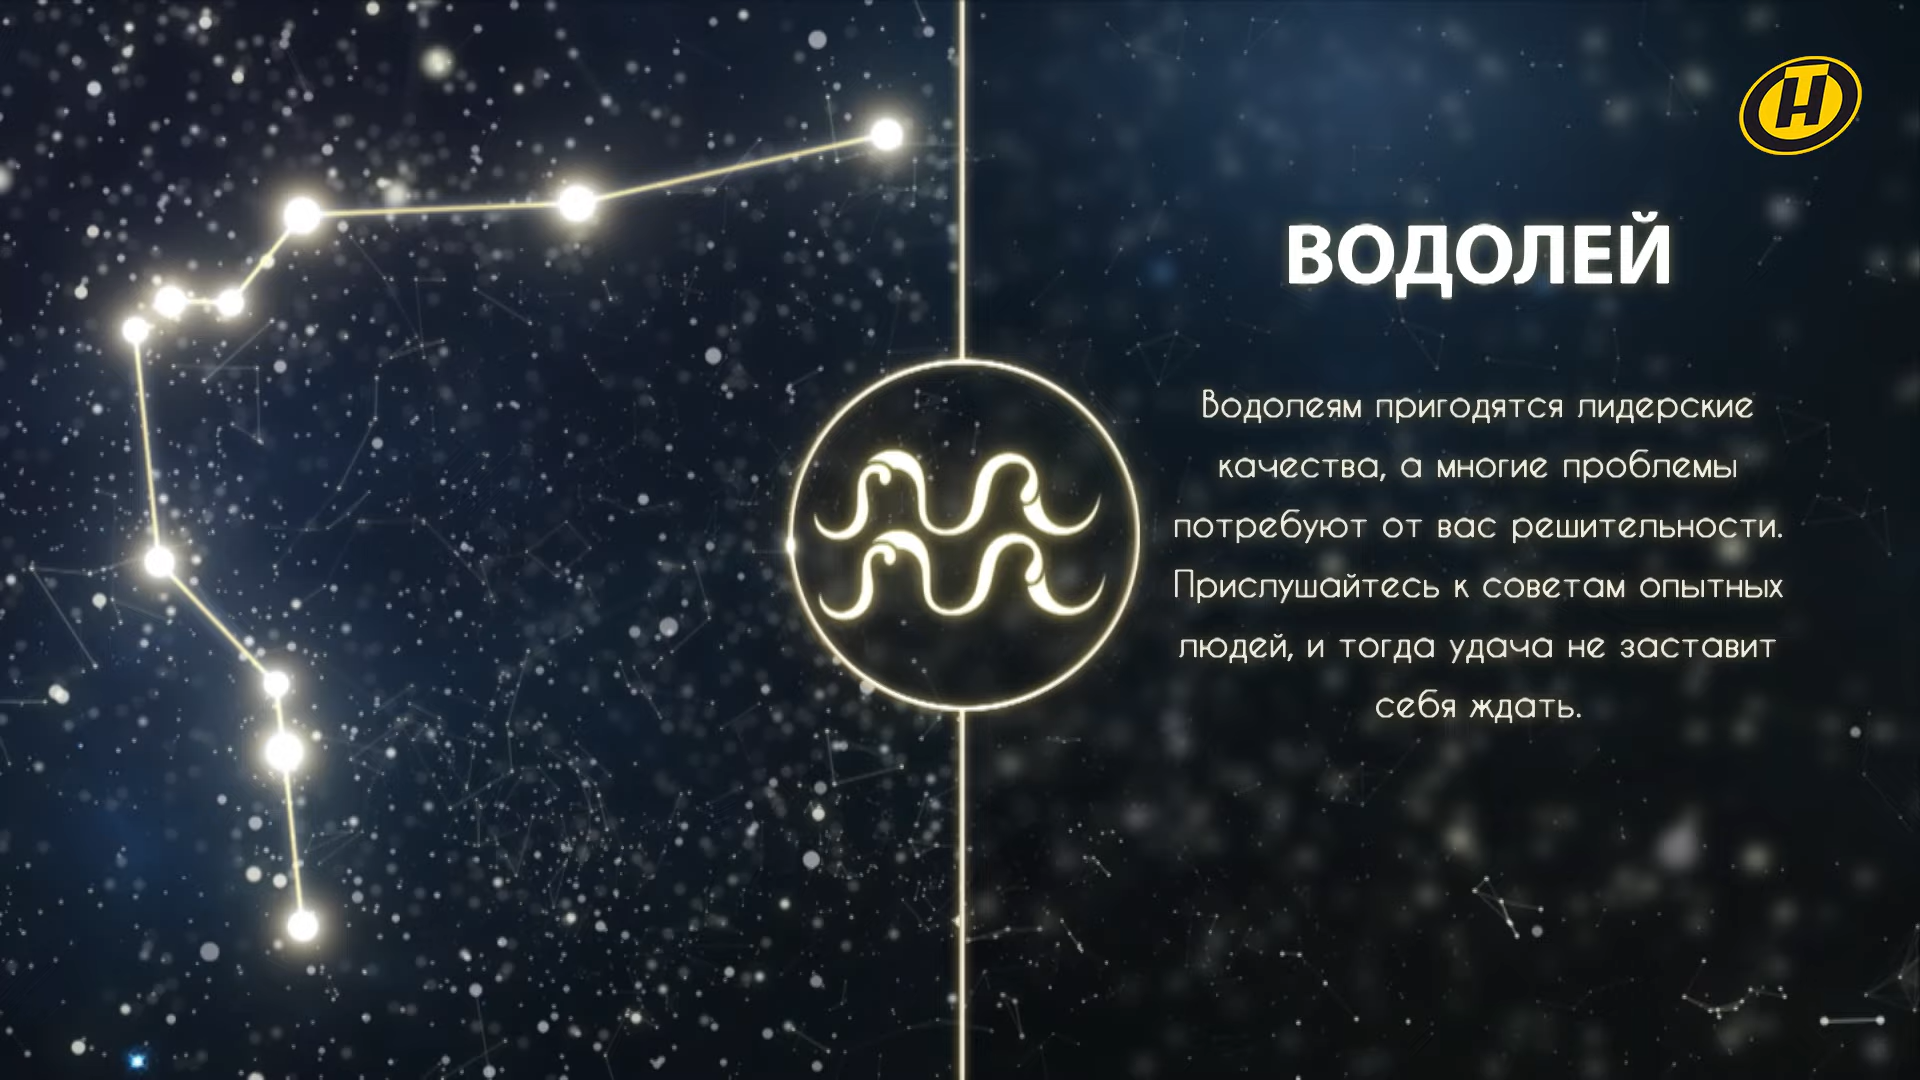 ВОДОЛЕЙ
Водолеям пригодятся лидерские
качества, а многие проблемы
потребуют от вас решительности.
Прислушайтесь к советам опытных
людей, и тогда удача не заставит
себя ждать.